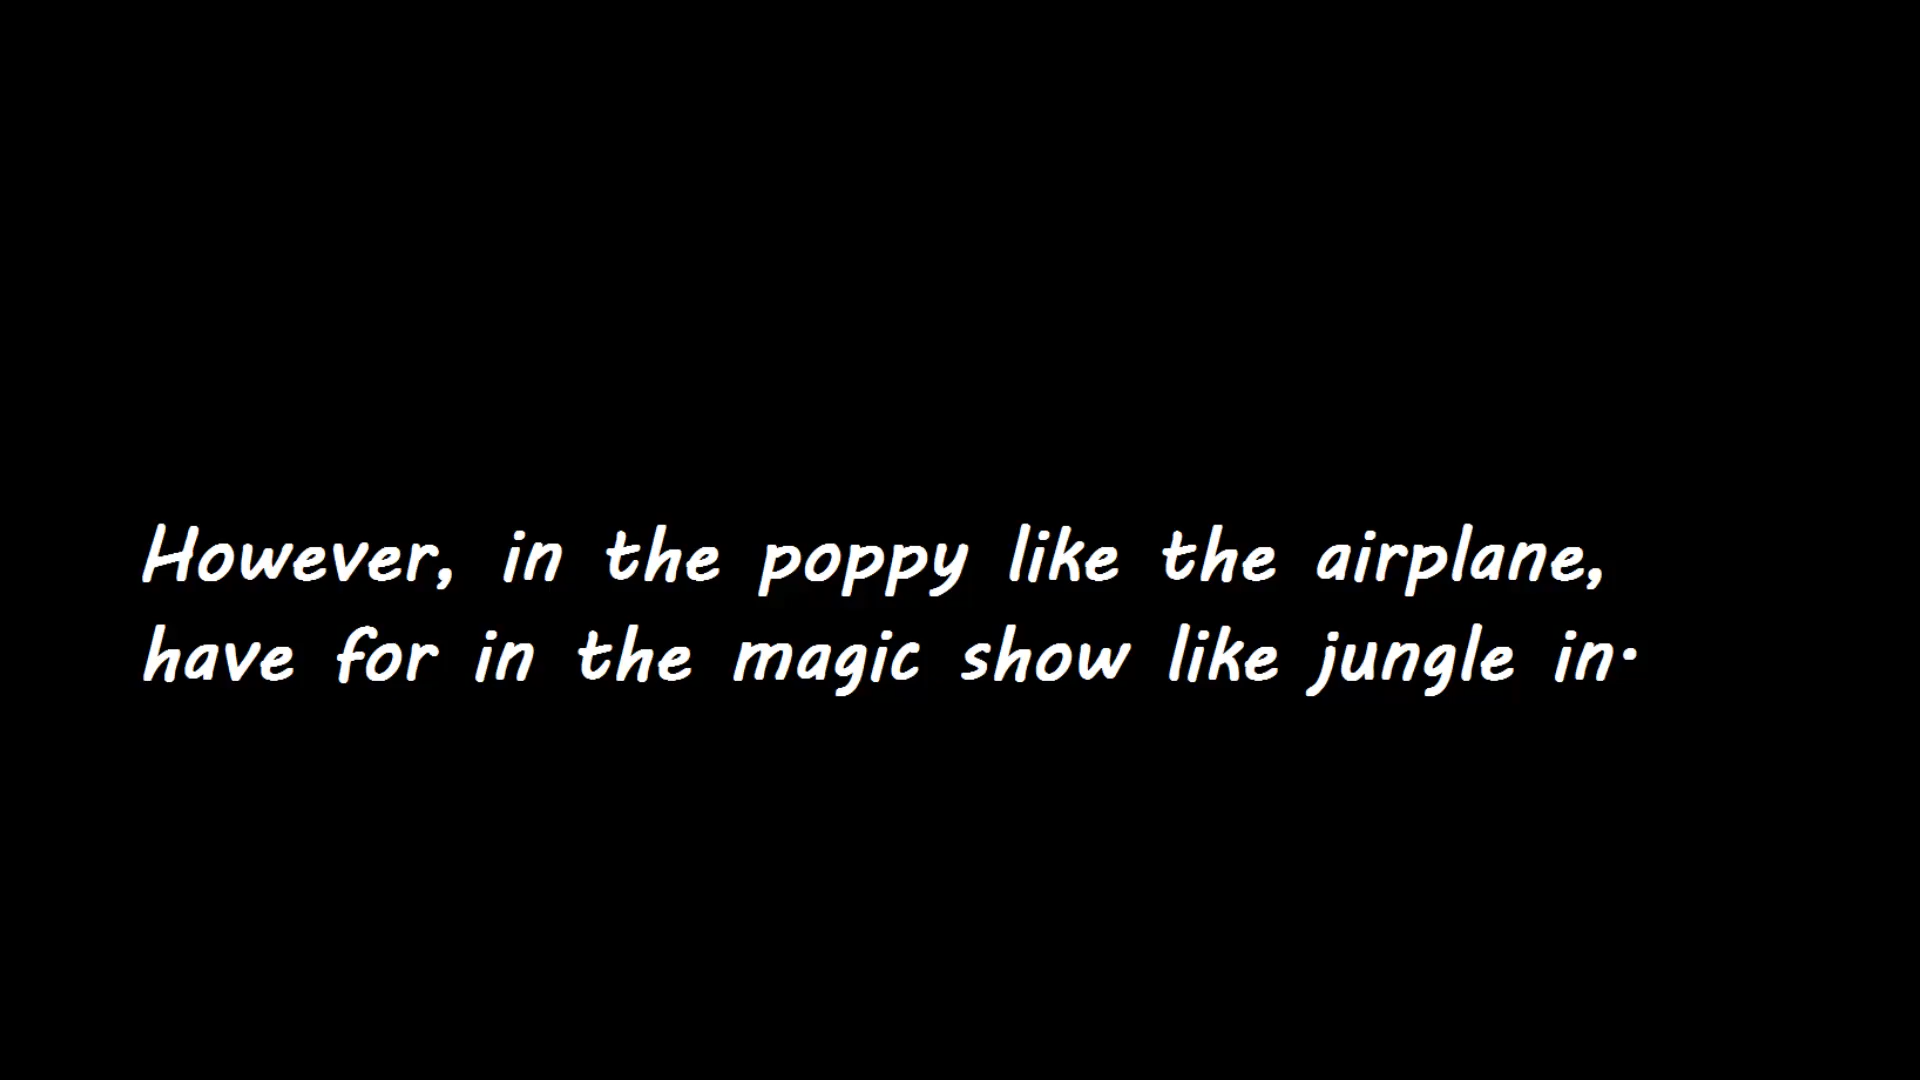 However, in the poppy like the airplane,
have for in the magic show like jungle in.